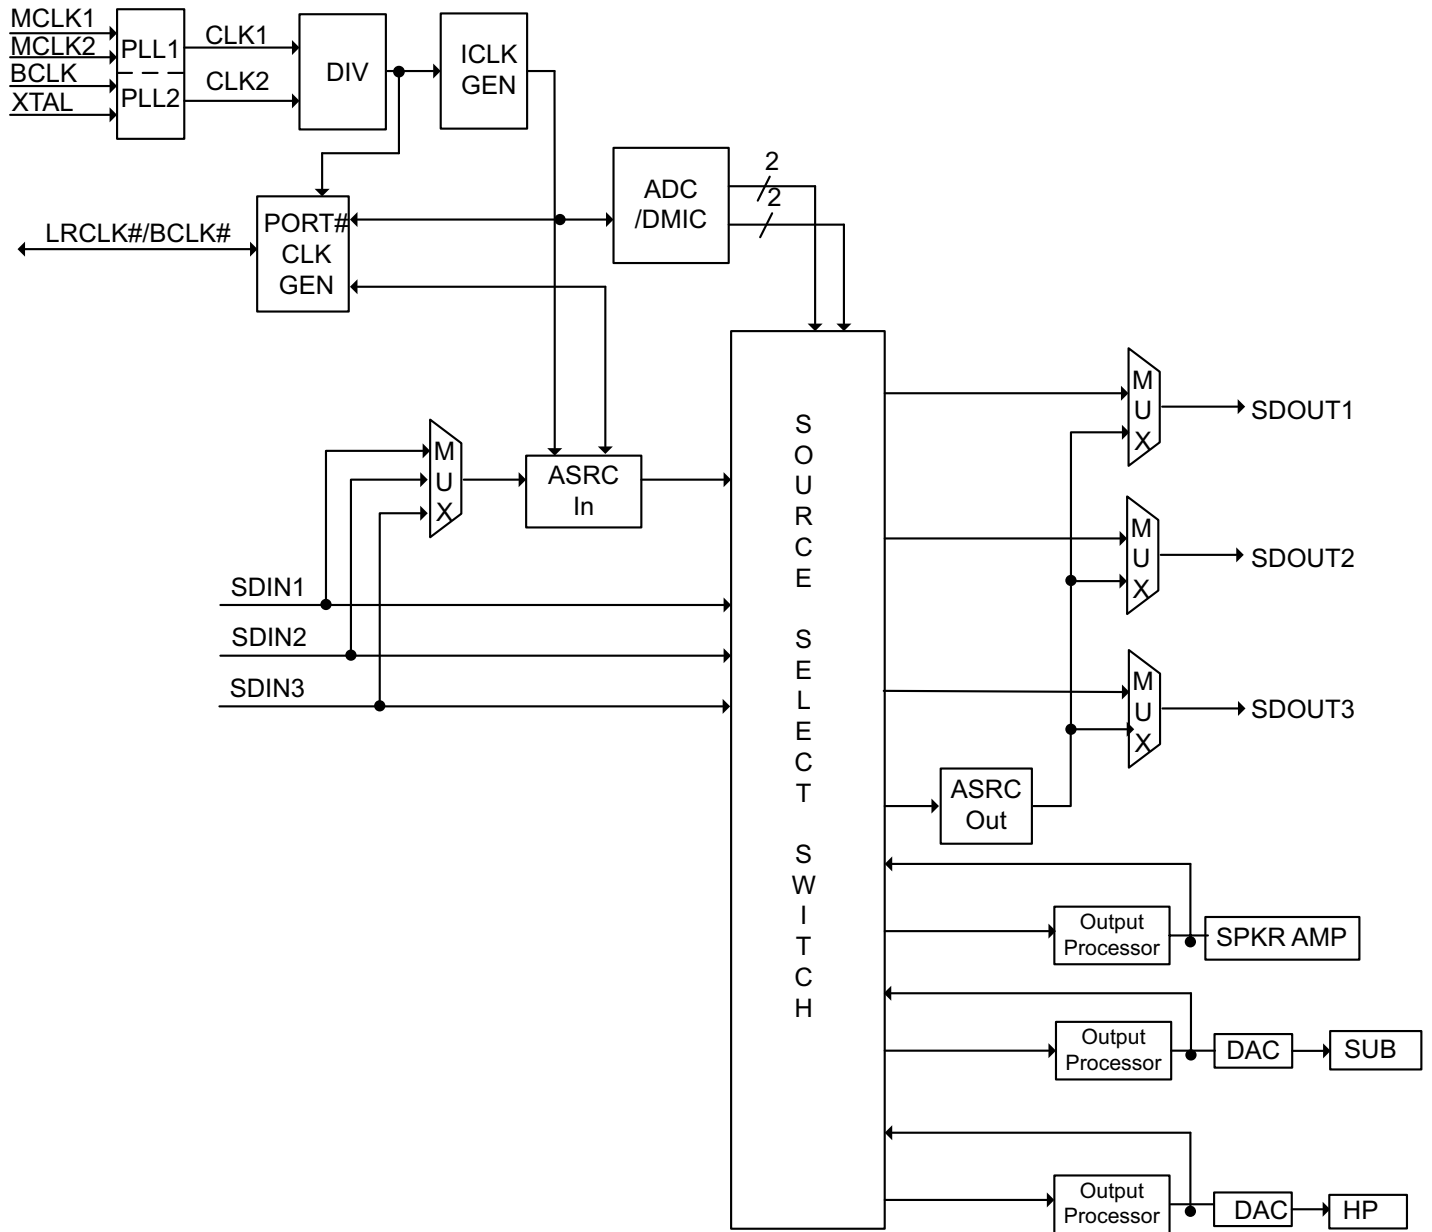 MCLK1
MCLK2
BCLK
XTAL
PLL1
PLL2
CLK1
CLK2
DIV
ICLK
GEN
LRCLK#/BCLK#
PORT#
CLK
GEN
ADC
/DMIC
2
2
M
U
X
ASRC
In
SDIN1
SDIN2
SDIN3
S
O
U
R
C
E
S
E
L
E
C
T
S
W
I
T
C
H
M
U
X
SDOUT1
M
U
X
SDOUT2
M
U
X
SDOUT3
ASRC
Out
Output
Processor
SPKR AMP
Output
Processor
DAC
SUB
Output
Processor
DAC
HP